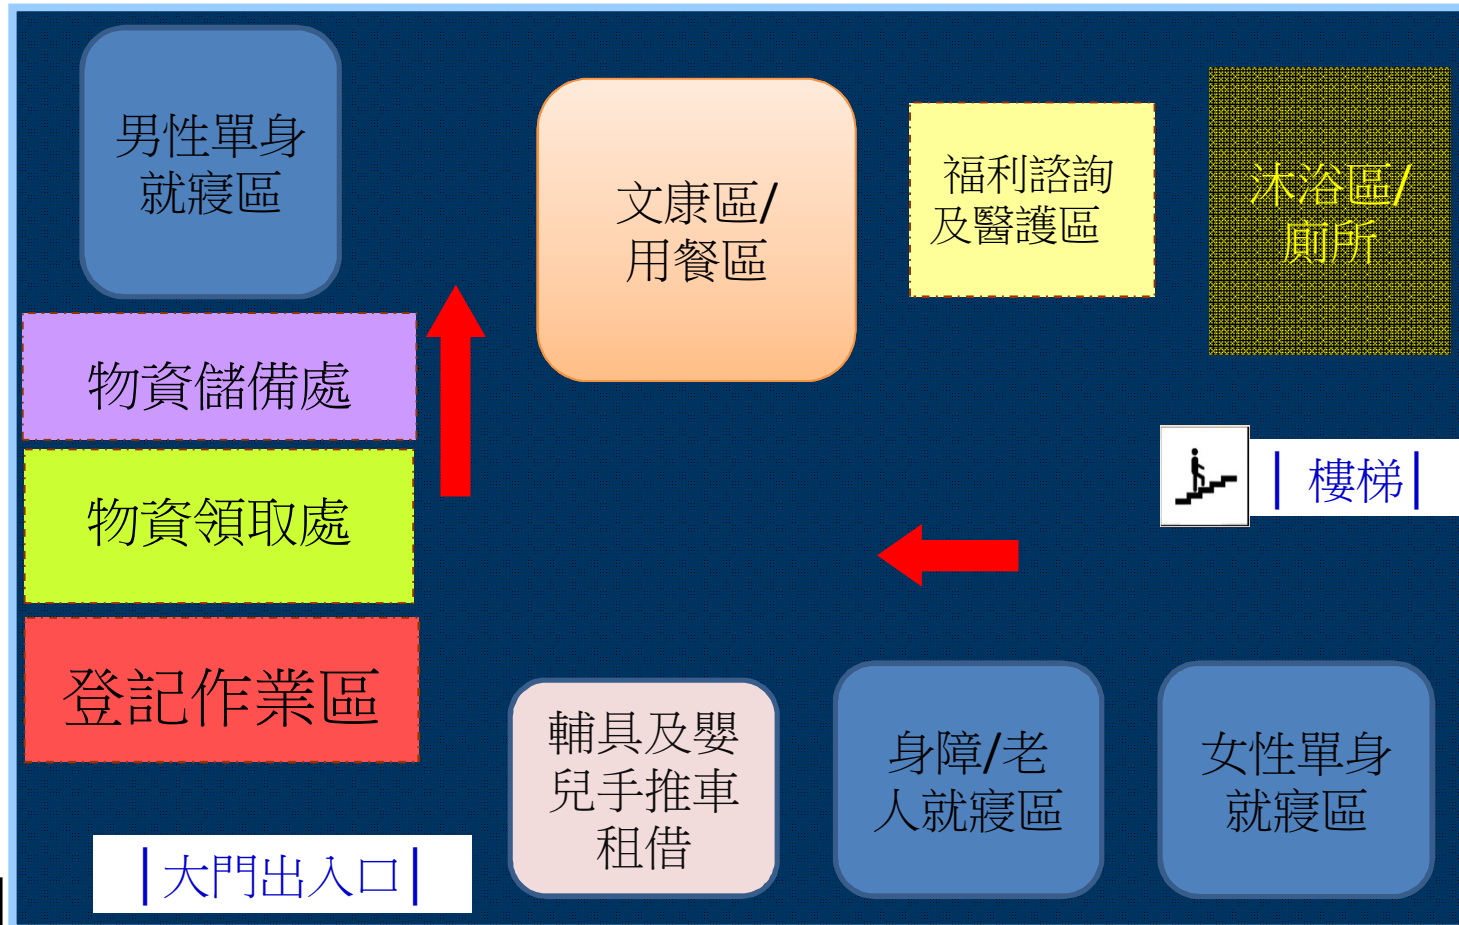 男性單身
就寢區
文康區/
用餐區
福利諮詢
及醫護區
沐浴區/
廁所
物資儲備處
物資領取處
登記作業區
樓梯
輔具及嬰
兒手推車
租借
身障/老
人就寢區
女性單身
就寢區
大門出入口